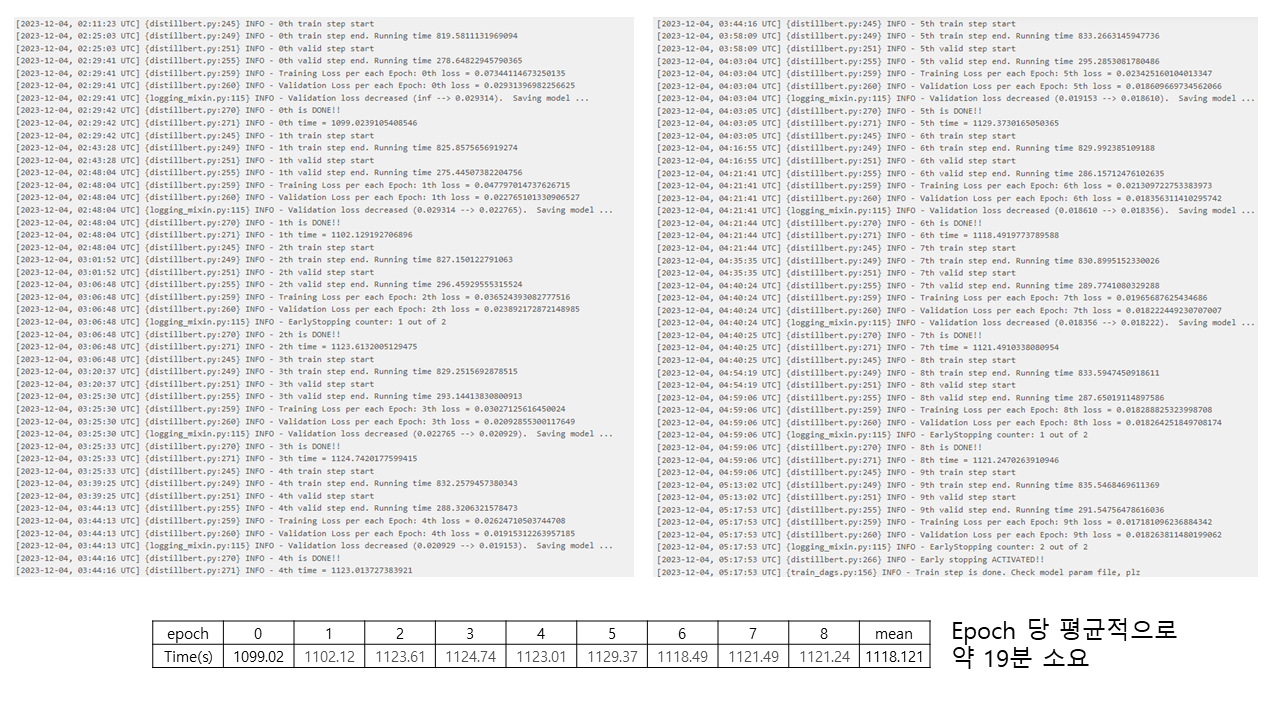 [2023-12-04, 02:11:23 UTC] {distillbert.py:245} INFO - 0th train step start
[2023-12-04, 02:25:03 UTC] {distillbert.py:249} INFO - 0th train step end. Running time 819.5811131969094
[2023-12-04, 02:25:03 UTC] {distillbert.py:251} INFO - 0th valid step start
[2023-12-04, 02:29:41 UTC] {distillbert.py:255} INFO - 0th valid step end. Running time 278.64822945790365
[2023-12-04, 02:29:41 UTC] {distillbert.py:259} INFO - Training Loss per each Epoch: 0th loss = 0.07344114673250135
[2023-12-04, 02:29:41 UTC] {distillbert.py:260} INFO - Validation Loss per each Epoch: 0th loss = 0.02931396982256625
[2023-12-04, 02:29:41 UTC] {logging_mixin.py:115} INFO - Validation loss decreased (inf --> 0.029314).  Saving model ...
[2023-12-04, 02:29:42 UTC] {distillbert.py:270} INFO - 0th is DONE!!
[2023-12-04, 02:29:42 UTC] {distillbert.py:271} INFO - 0th time = 1099.0239105408546
[2023-12-04, 02:29:42 UTC] {distillbert.py:245} INFO - 1th train step start
[2023-12-04, 02:43:28 UTC] {distillbert.py:249} INFO - 1th train step end. Running time 825.8575656919274
[2023-12-04, 02:43:28 UTC] {distillbert.py:251} INFO - 1th valid step start
[2023-12-04, 02:48:04 UTC] {distillbert.py:255} INFO - 1th valid step end. Running time 275.44507382204756
[2023-12-04, 02:48:04 UTC] {distillbert.py:259} INFO - Training Loss per each Epoch: 1th loss = 0.047797014737626715
[2023-12-04, 02:48:04 UTC] {distillbert.py:260} INFO - Validation Loss per each Epoch: 1th loss = 0.022765101330906527
[2023-12-04, 02:48:04 UTC] {logging_mixin.py:115} INFO - Validation loss decreased (0.029314 --> 0.022765).  Saving model ...
[2023-12-04, 02:48:04 UTC] {distillbert.py:270} INFO - 1th is DONE!!
[2023-12-04, 02:48:04 UTC] {distillbert.py:271} INFO - 1th time = 1102.129192706896
[2023-12-04, 02:48:04 UTC] {distillbert.py:245} INFO - 2th train step start
[2023-12-04, 03:01:52 UTC] {distillbert.py:249} INFO - 2th train step end. Running time 827.150122791063
[2023-12-04, 03:01:52 UTC] {distillbert.py:251} INFO - 2th valid step start
[2023-12-04, 03:06:48 UTC] {distillbert.py:255} INFO - 2th valid step end. Running time 296.45929555315524
[2023-12-04, 03:06:48 UTC] {distillbert.py:259} INFO - Training Loss per each Epoch: 2th loss = 0.036524393082777516
[2023-12-04, 03:06:48 UTC] {distillbert.py:260} INFO - Validation Loss per each Epoch: 2th loss = 0.023892172872148985
[2023-12-04, 03:06:48 UTC] {logging_mixin.py:115} INFO - EarlyStopping counter: 1 out of 2
[2023-12-04, 03:06:48 UTC] {distillbert.py:270} INFO - 2th is DONE!!
[2023-12-04, 03:06:48 UTC] {distillbert.py:271} INFO - 2th time = 1123.6132005129475
[2023-12-04, 03:06:48 UTC] {distillbert.py:245} INFO - 3th train step start
[2023-12-04, 03:20:37 UTC] {distillbert.py:249} INFO - 3th train step end. Running time 829.2515692878515
[2023-12-04, 03:20:37 UTC] {distillbert.py:251} INFO - 3th valid step start
[2023-12-04, 03:25:30 UTC] {distillbert.py:255} INFO - 3th valid step end. Running time 293.14413830800913
[2023-12-04, 03:25:30 UTC] {distillbert.py:259} INFO - Training Loss per each Epoch: 3th loss = 0.03027125616450024
[2023-12-04, 03:25:30 UTC] {distillbert.py:260} INFO - Validation Loss per each Epoch: 3th loss = 0.02092855300117649
[2023-12-04, 03:25:30 UTC] {logging_mixin.py:115} INFO - Validation loss decreased (0.022765 --> 0.020929).  Saving model ...
[2023-12-04, 03:25:33 UTC] {distillbert.py:270} INFO - 3th is DONE!!
[2023-12-04, 03:25:33 UTC] {distillbert.py:271} INFO - 3th time = 1124.7420177599415
[2023-12-04, 03:25:33 UTC] {distillbert.py:245} INFO - 4th train step start
[2023-12-04, 03:39:25 UTC] {distillbert.py:249} INFO - 4th train step end. Running time 832.2579457380343
[2023-12-04, 03:39:25 UTC] {distillbert.py:251} INFO - 4th valid step start
[2023-12-04, 03:44:13 UTC] {distillbert.py:255} INFO - 4th valid step end. Running time 288.3206321578473
[2023-12-04, 03:44:13 UTC] {distillbert.py:259} INFO - Training Loss per each Epoch: 4th loss = 0.02624710503744708
[2023-12-04, 03:44:13 UTC] {distillbert.py:260} INFO - Validation Loss per each Epoch: 4th loss = 0.01915312263957185
[2023-12-04, 03:44:13 UTC] {logging_mixin.py:115} INFO - Validation loss decreased (0.020929 --> 0.019153).  Saving model ...
[2023-12-04, 03:44:16 UTC] {distillbert.py:270} INFO - 4th is DONE!!
[2023-12-04, 03:44:16 UTC] {distillbert.py:271} INFO - 4th time = 1123.013727383921
[2023-12-04, 03:44:16 UTC] {distillbert.py:245} INFO - 5th train step start
[2023-12-04, 03:58:09 UTC] {distillbert.py:249} INFO - 5th train step end. Running time 833.2663145947736
[2023-12-04, 03:58:09 UTC] {distillbert.py:251} INFO - 5th valid step start
[2023-12-04, 04:03:04 UTC] {distillbert.py:255} INFO - 5th valid step end. Running time 295.2853081780486
[2023-12-04, 04:03:04 UTC] {distillbert.py:259} INFO - Training Loss per each Epoch: 5th loss = 0.023425160104013347
[2023-12-04, 04:03:04 UTC] {distillbert.py:260} INFO - Validation Loss per each Epoch: 5th loss = 0.018609669734562066
[2023-12-04, 04:03:04 UTC] {logging_mixin.py:115} INFO - Validation loss decreased (0.019153 --> 0.018610).  Saving model ...
[2023-12-04, 04:03:05 UTC] {distillbert.py:270} INFO - 5th is DONE!!
[2023-12-04, 04:03:05 UTC] {distillbert.py:271} INFO - 5th time = 1129.3730165050365
[2023-12-04, 04:03:05 UTC] {distillbert.py:245} INFO - 6th train step start
[2023-12-04, 04:16:55 UTC] {distillbert.py:249} INFO - 6th train step end. Running time 829.992385109188
[2023-12-04, 04:16:55 UTC] {distillbert.py:251} INFO - 6th valid step start
[2023-12-04, 04:21:41 UTC] {distillbert.py:255} INFO - 6th valid step end. Running time 286.15712476102635
[2023-12-04, 04:21:41 UTC] {distillbert.py:259} INFO - Training Loss per each Epoch: 6th loss = 0.021309722753383973
[2023-12-04, 04:21:41 UTC] {distillbert.py:260} INFO - Validation Loss per each Epoch: 6th loss = 0.018356311410295742
[2023-12-04, 04:21:41 UTC] {logging_mixin.py:115} INFO - Validation loss decreased (0.018610 --> 0.018356).  Saving model ...
[2023-12-04, 04:21:44 UTC] {distillbert.py:270} INFO - 6th is DONE!!
[2023-12-04, 04:21:44 UTC] {distillbert.py:271} INFO - 6th time = 1118.4919773789588
[2023-12-04, 04:21:44 UTC] {distillbert.py:245} INFO - 7th train step start
[2023-12-04, 04:35:35 UTC] {distillbert.py:249} INFO - 7th train step end. Running time 830.8995152330026
[2023-12-04, 04:35:35 UTC] {distillbert.py:251} INFO - 7th valid step start
[2023-12-04, 04:40:24 UTC] {distillbert.py:255} INFO - 7th valid step end. Running time 289.7741080329288
[2023-12-04, 04:40:24 UTC] {distillbert.py:259} INFO - Training Loss per each Epoch: 7th loss = 0.01965687625434686
[2023-12-04, 04:40:24 UTC] {distillbert.py:260} INFO - Validation Loss per each Epoch: 7th loss = 0.018222449230707007
[2023-12-04, 04:40:24 UTC] {logging_mixin.py:115} INFO - Validation loss decreased (0.018356 --> 0.018222).  Saving model ...
[2023-12-04, 04:40:25 UTC] {distillbert.py:270} INFO - 7th is DONE!!
[2023-12-04, 04:40:25 UTC] {distillbert.py:271} INFO - 7th time = 1121.4910338080954
[2023-12-04, 04:40:25 UTC] {distillbert.py:245} INFO - 8th train step start
[2023-12-04, 04:54:19 UTC] {distillbert.py:249} INFO - 8th train step end. Running time 833.5947450918611
[2023-12-04, 04:54:19 UTC] {distillbert.py:251} INFO - 8th valid step start
[2023-12-04, 04:59:06 UTC] {distillbert.py:255} INFO - 8th valid step end. Running time 287.65019114897586
[2023-12-04, 04:59:06 UTC] {distillbert.py:259} INFO - Training Loss per each Epoch: 8th loss = 0.018288825323998708
[2023-12-04, 04:59:06 UTC] {distillbert.py:260} INFO - Validation Loss per each Epoch: 8th loss = 0.018264251849708174
[2023-12-04, 04:59:06 UTC] {logging_mixin.py:115} INFO - EarlyStopping counter: 1 out of 2
[2023-12-04, 04:59:06 UTC] {distillbert.py:270} INFO - 8th is DONE!!
[2023-12-04, 04:59:06 UTC] {distillbert.py:271} INFO - 8th time = 1121.2470263910946
[2023-12-04, 04:59:06 UTC] {distillbert.py:245} INFO - 9th train step start
[2023-12-04, 05:13:02 UTC] {distillbert.py:249} INFO - 9th train step end. Running time 835.5468469611369
[2023-12-04, 05:13:02 UTC] {distillbert.py:251} INFO - 9th valid step start
[2023-12-04, 05:17:53 UTC] {distillbert.py:255} INFO - 9th valid step end. Running time 291.54756478616036
[2023-12-04, 05:17:53 UTC] {distillbert.py:259} INFO - Training Loss per each Epoch: 9th loss = 0.017181096236884342
[2023-12-04, 05:17:53 UTC] {distillbert.py:260} INFO - Validation Loss per each Epoch: 9th loss = 0.018263811480199062
[2023-12-04, 05:17:53 UTC] {logging_mixin.py:115} INFO - EarlyStopping counter: 2 out of 2
[2023-12-04, 05:17:53 UTC] {distillbert.py:266} INFO - Early stopping ACTIVATED!!
[2023-12-04, 05:17:53 UTC] {train_dags.py:156} INFO - Train step is done. Check model param file, plz
epoch 0 1 2 3 4 5 6 7 8 mean
Time(s) 1099.02 1102.12 1123.61 1124.74 1123.01 1129.37 1118.49 1121.49 1121.24 1118.121
Epoch 당 평균적으로
약 19분 소요